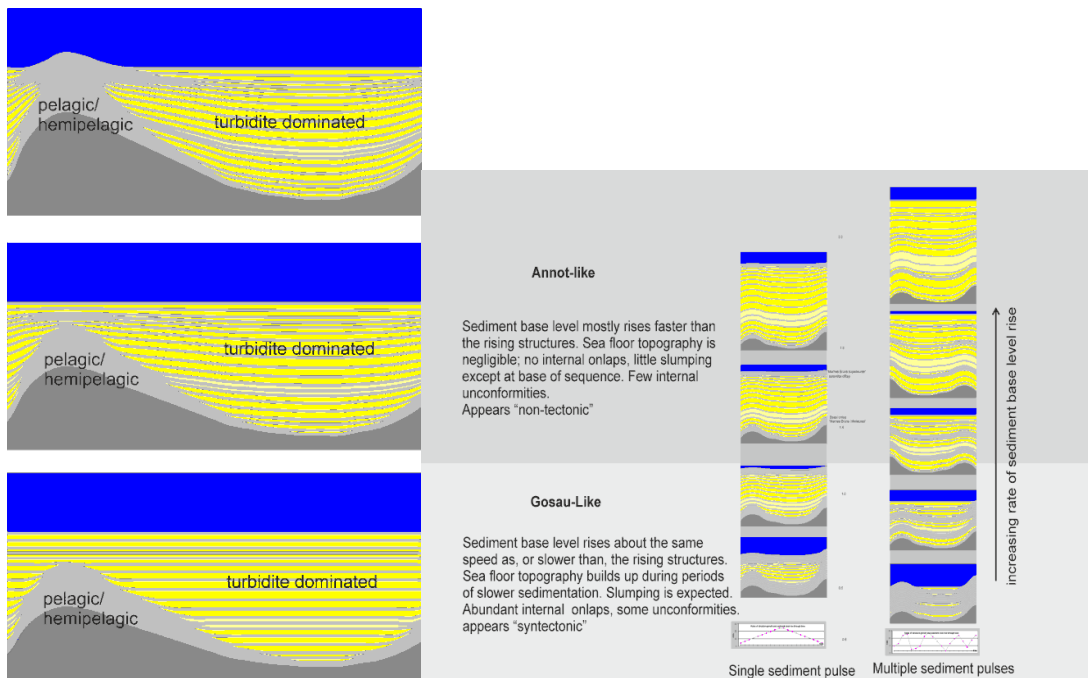 pelagic/
hemipelagic
turbidite dominated
pelagic/
hemipelagic
turbidite dominated
pelagic/
hemipelagic
turbidite dominated
Annot-like
Sediment base level mostly rises faster than
the rising structures. Sea floor topography is
negligible; no internal onlaps, little slumping
except at base of sequence. Few internal
unconformities.
Appears “non-tectonic”
Gosau-Like
Sediment base level rises about the same
speed as, or slower than, the rising structures.
Sea floor topography builds up during periods
of slower sedimentation. Slumping is expected.
Abundant internal onlaps, some unconformities.
appears “syntectonic”
Single sediment pulse
Multiple sediment pulses
increasing rate of sediment base level rise